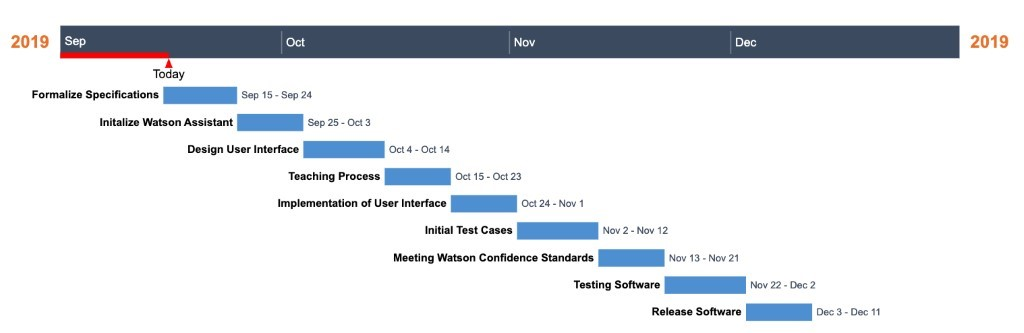 2019 Sep Oct Nov Dec 2019
Today
Formalize Specifications Sep 15 - Sep 24
Initalize Watson Assistant Sep 25 - Oct 3
Design User Interface Oct 4 - Oct 14
Teaching Process Oct 15 - Oct 23
Implementation of User Interface Oct 24 - Nov 1
Initial Test Cases Nov 2 - Nov 12
Meeting Watson Confidence Standards Nov 13 - Nov 21
Testing Software Nov 22 - Dec 2
Release Software Dec 3 - Dec 11